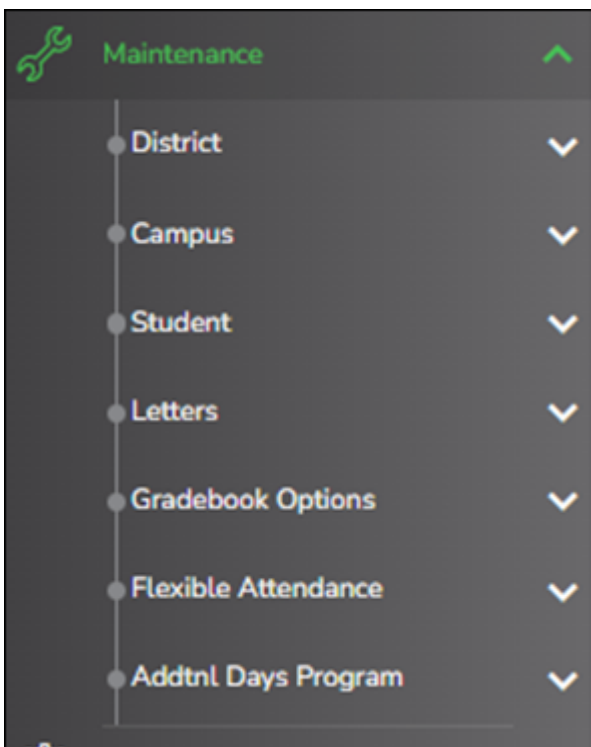 Maintenance
District
Campus
Student
Letters
Gradebook Options
Flexible Attendance
Addtnl Days Program